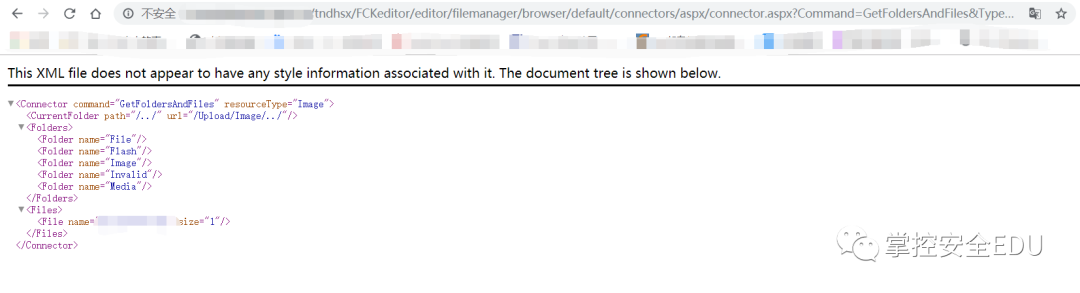 不安全 /tndhsx/FCKeditor/editor/filemanager/browser/default/connectors/aspx/connector.aspx?Command=GetFoldersAndFiles&Type...
This XML file does not appear to have any style information associated with it. The document tree is shown below.
▼<Connector command="GetFoldersAndFiles" resourceType="Image">
<CurrentFolder path="/../" url="/Upload/Image/../"/>
▼<Folders>
<Folder name="File"/>
<Folder name="Flash"/>
<Folder name="Image"/>
<Folder name="Invalid"/>
<Folder name="Media"/>
</Folders>
▼<Files>
<File name= size="1"/>
</Files>
</Connector>
掌控安全EDU